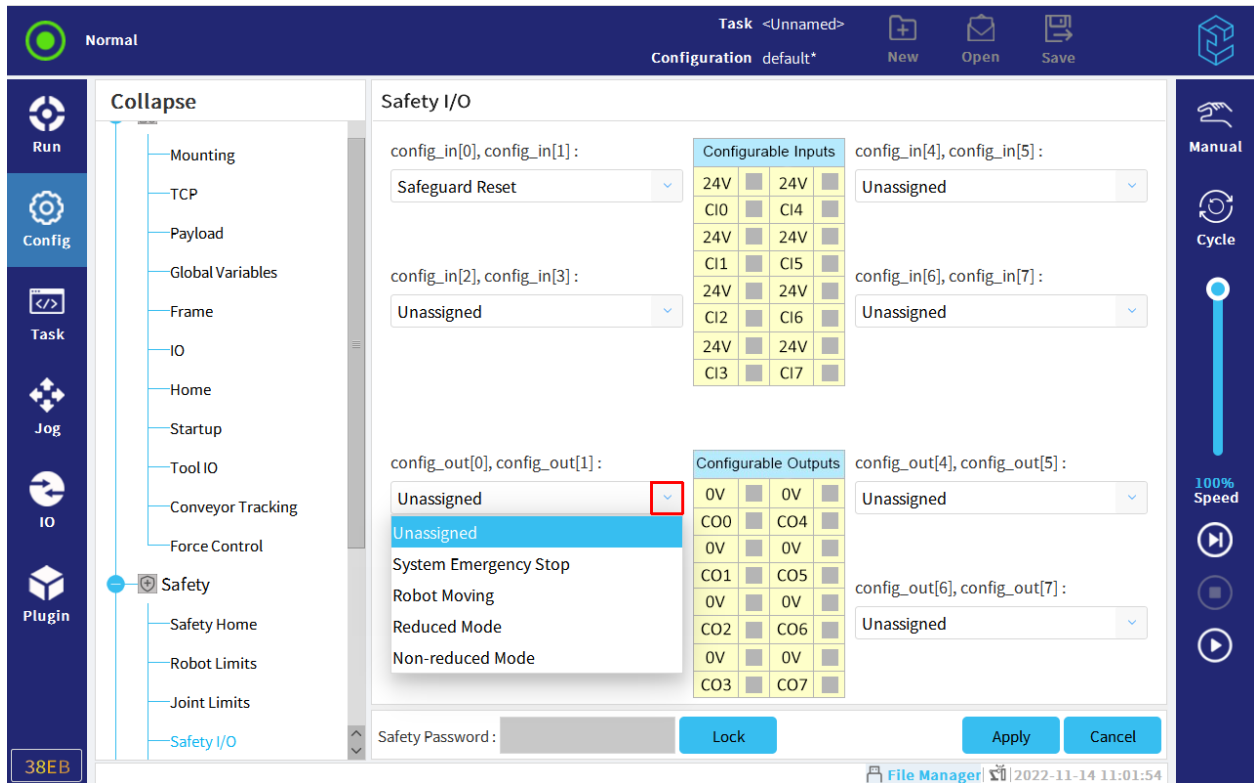 Normal
Task <Unnamed>
Configuration default*
New
Open
Save
Run
Config
Task
Jog
IO
Plugin
38EB
Collapse
Mounting
TCP
Payload
Global Variables
Frame
IO
Home
Startup
Tool IO
Conveyor Tracking
Force Control
Safety
Safety Home
Robot Limits
Joint Limits
Safety I/O
Safety I/O
config_in[0], config_in[1] :
Safeguard Reset
config_in[2], config_in[3] :
Unassigned
Configurable Inputs
24V 24V
CI0 CI4
24V 24V
CI1 CI5
24V 24V
CI2 CI6
24V 24V
CI3 CI7
config_in[4], config_in[5] :
Unassigned
config_in[6], config_in[7] :
Unassigned
config_out[0], config_out[1] :
Unassigned
Unassigned
System Emergency Stop
Robot Moving
Reduced Mode
Non-reduced Mode
Configurable Outputs
0V 0V
CO0 CO4
0V 0V
CO1 CO5
0V 0V
CO2 CO6
0V 0V
CO3 CO7
config_out[4], config_out[5] :
Unassigned
config_out[6], config_out[7] :
Unassigned
Safety Password :
Lock
Apply
Cancel
File Manager
2022-11-14 11:01:54
Manual
Cycle
100%
Speed